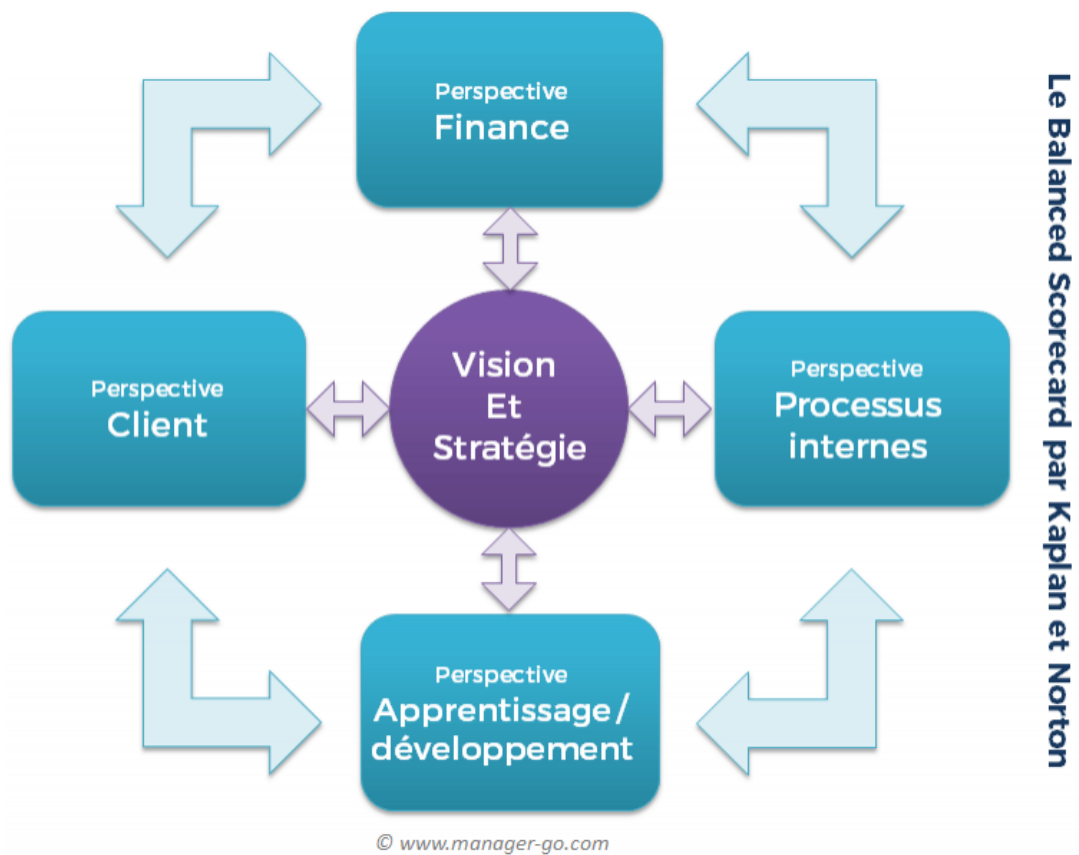 Perspective
Finance
Perspective
Client
Vision
Et
Stratégie
Perspective
Processus
internes
Perspective
Apprentissage/
développement
Le Balanced Scorecard par Kaplan et Norton
© www.manager-go.com